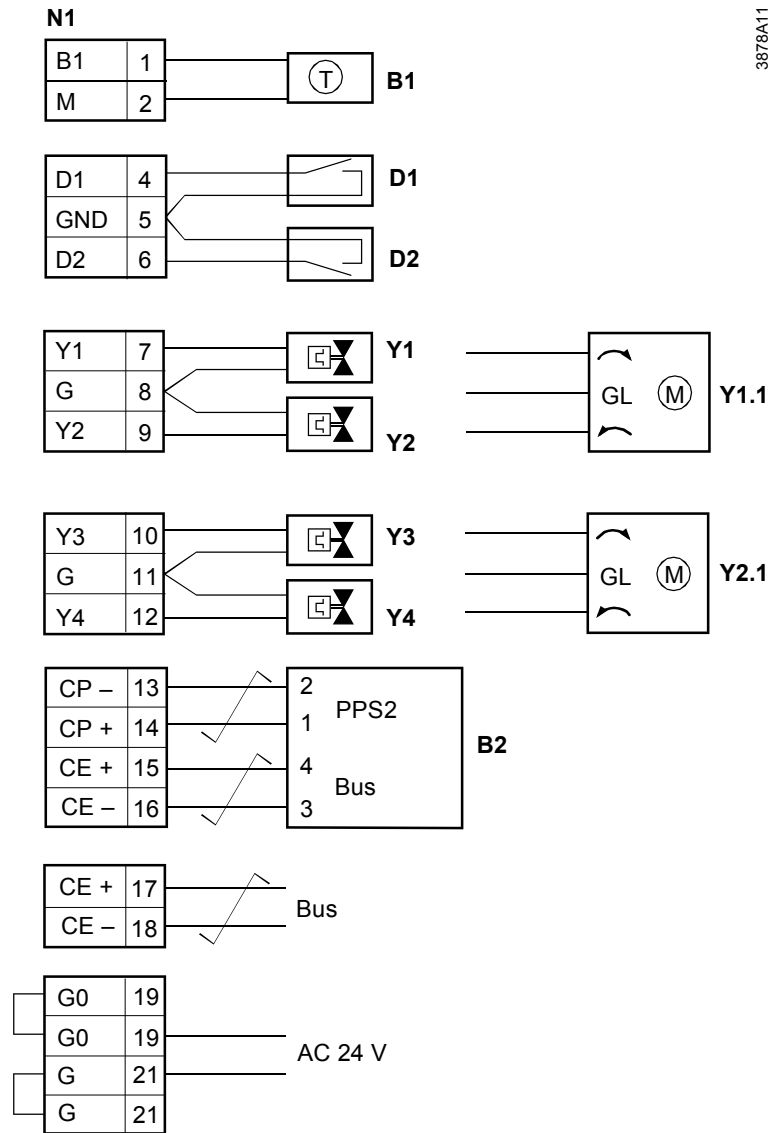 N1
3878A11
B1 1
M 2
T
B1
D1 4
GND 5
D2 6
D1
D2
Y1 7
G 8
Y2 9
Y1
Y2
GL M
Y1.1
Y3 10
G 11
Y4 12
Y3
Y4
GL M
Y2.1
CP – 13
CP + 14
CE + 15
CE – 16
2
1
PPS2
4
3
Bus
B2
CE + 17
CE – 18
Bus
G0 19
G0 19
G 21
G 21
AC 24 V